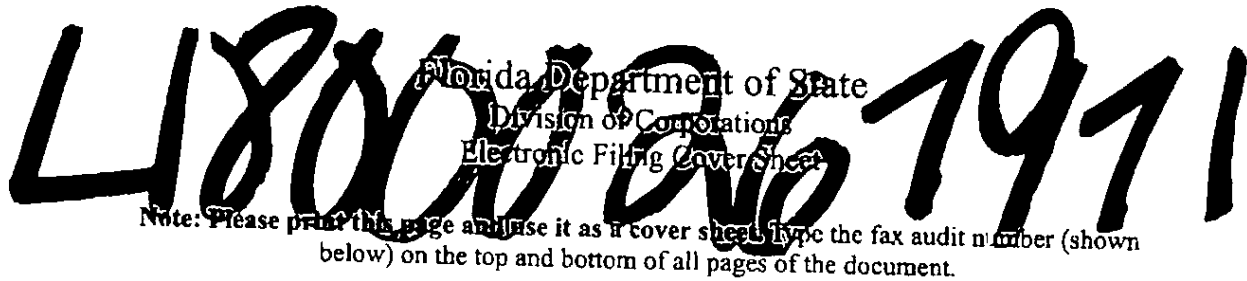 Florida Department of State
Division of Corporations
Electronic Filing Cover Sheet
Note: Please print this page and use it as a cover sheet. Type the fax audit number (shown
below) on the top and bottom of all pages of the document.